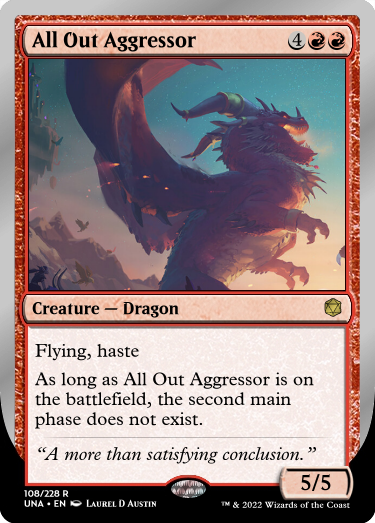 All Out Aggressor 4
Creature — Dragon
Flying, haste
As long as All Out Aggressor is on
the battlefield, the second main
phase does not exist.
“A more than satisfying conclusion.”
5/5
108/228 R
UNA • EN Laurel D Austin
™ & 2022 Wizards of the Coast